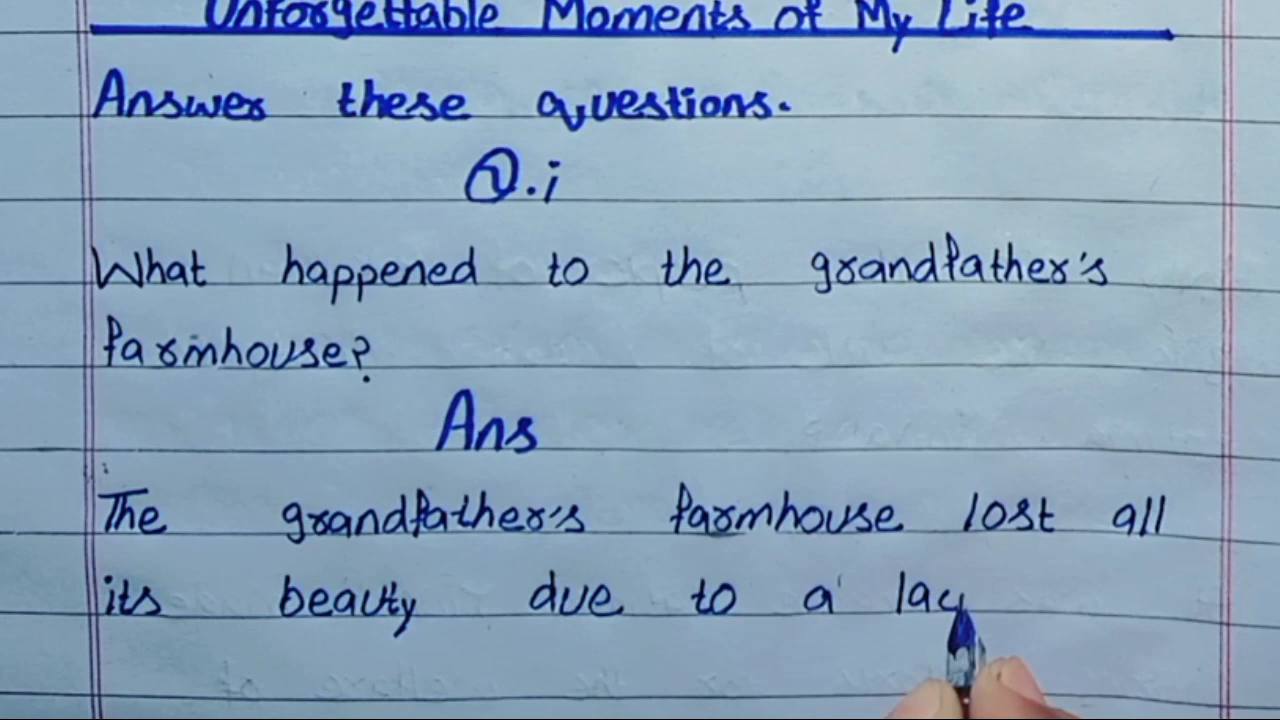 Unforgettable Moments of My Life
Answer these questions.
Q.i
What happened to the grandfather's
farmhouse?
Ans
The grandfather's farmhouse lost all
its beauty due to a